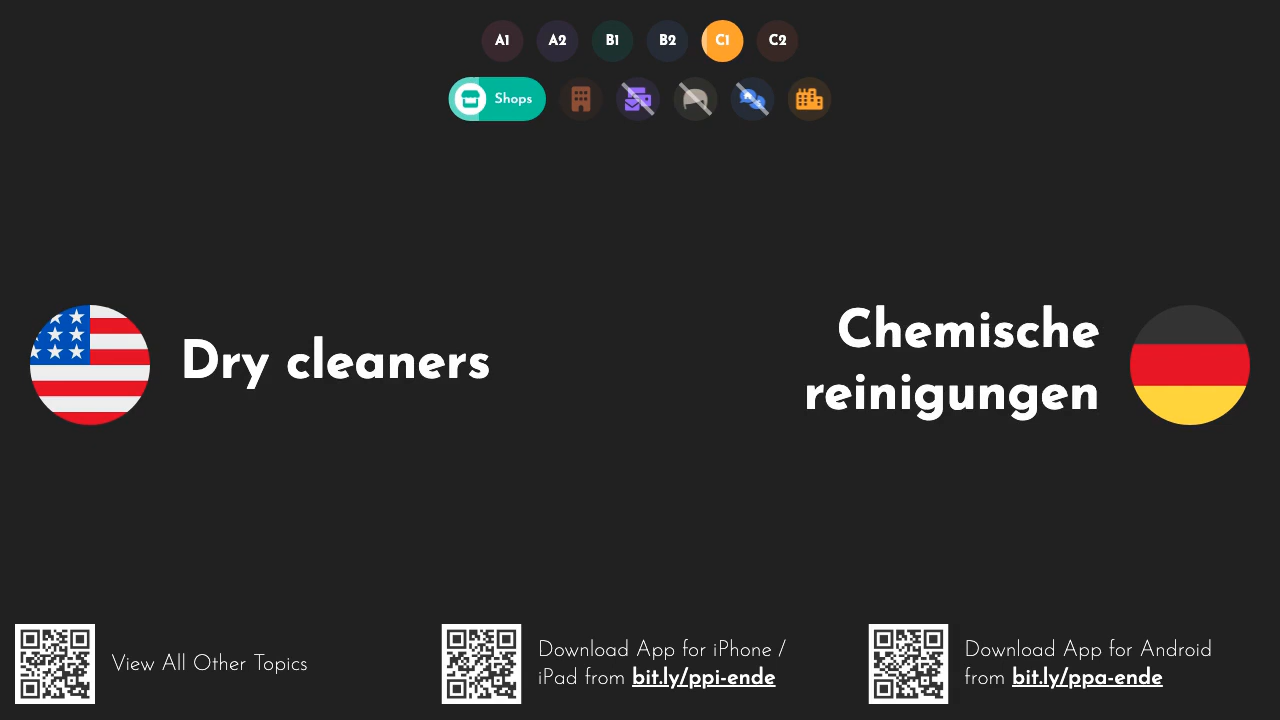 A1 A2 B1 B2 C1 C2
Shops
Dry cleaners
Chemische
reinigungen
View All Other Topics
Download App for iPhone /
iPad from bit.ly/ppi-ende
Download App for Android
from bit.ly/ppa-ende